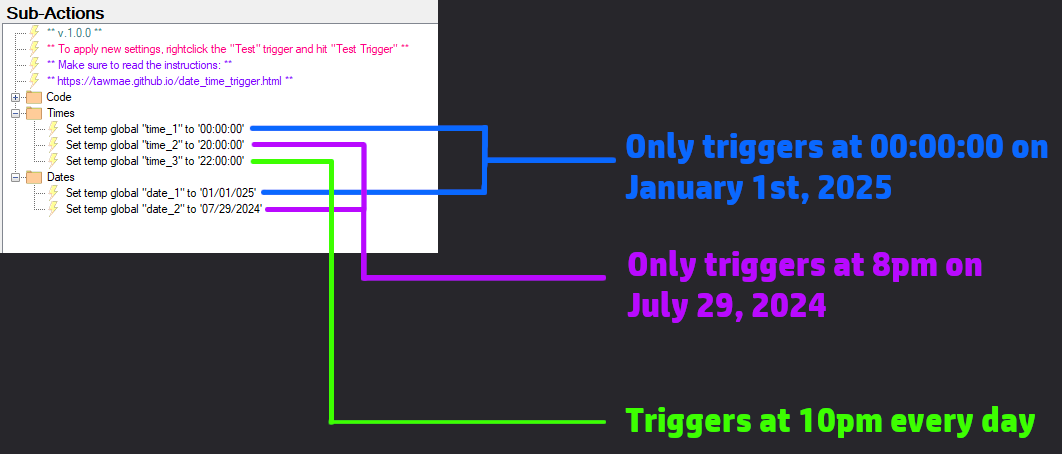 Sub-Actions
** v.1.0.0 **
** To apply new settings, rightclick the "Test" trigger and hit "Test Trigger" **
** Make sure to read the instructions: **
** https://tawmae.github.io/date_time_trigger.html **
Code
Times
Set temp global "time_1" to '00:00:00'
Set temp global "time_2" to '20:00:00'
Set temp global "time_3" to '22:00:00'
Dates
Set temp global "date_1" to '01/01/025'
Set temp global "date_2" to '07/29/2024'
Only triggers at 00:00:00 on
January 1st, 2025
Only triggers at 8pm on
July 29, 2024
Triggers at 10pm every day